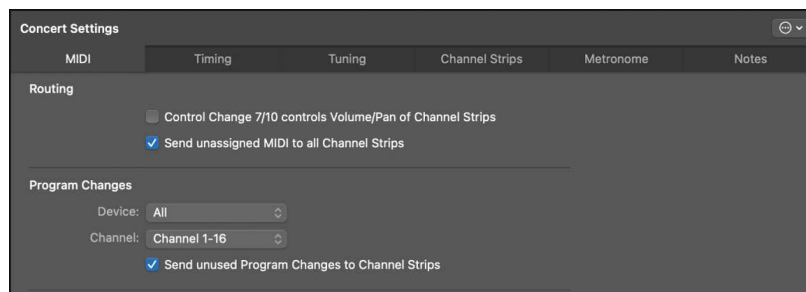 Concert Settings
MIDI Timing Tuning Channel Strips Metronome Notes
Routing
Control Change 7/10 controls Volume/Pan of Channel Strips
Send unassigned MIDI to all Channel Strips
Program Changes
Device: All
Channel: Channel 1-16
Send unused Program Changes to Channel Strips